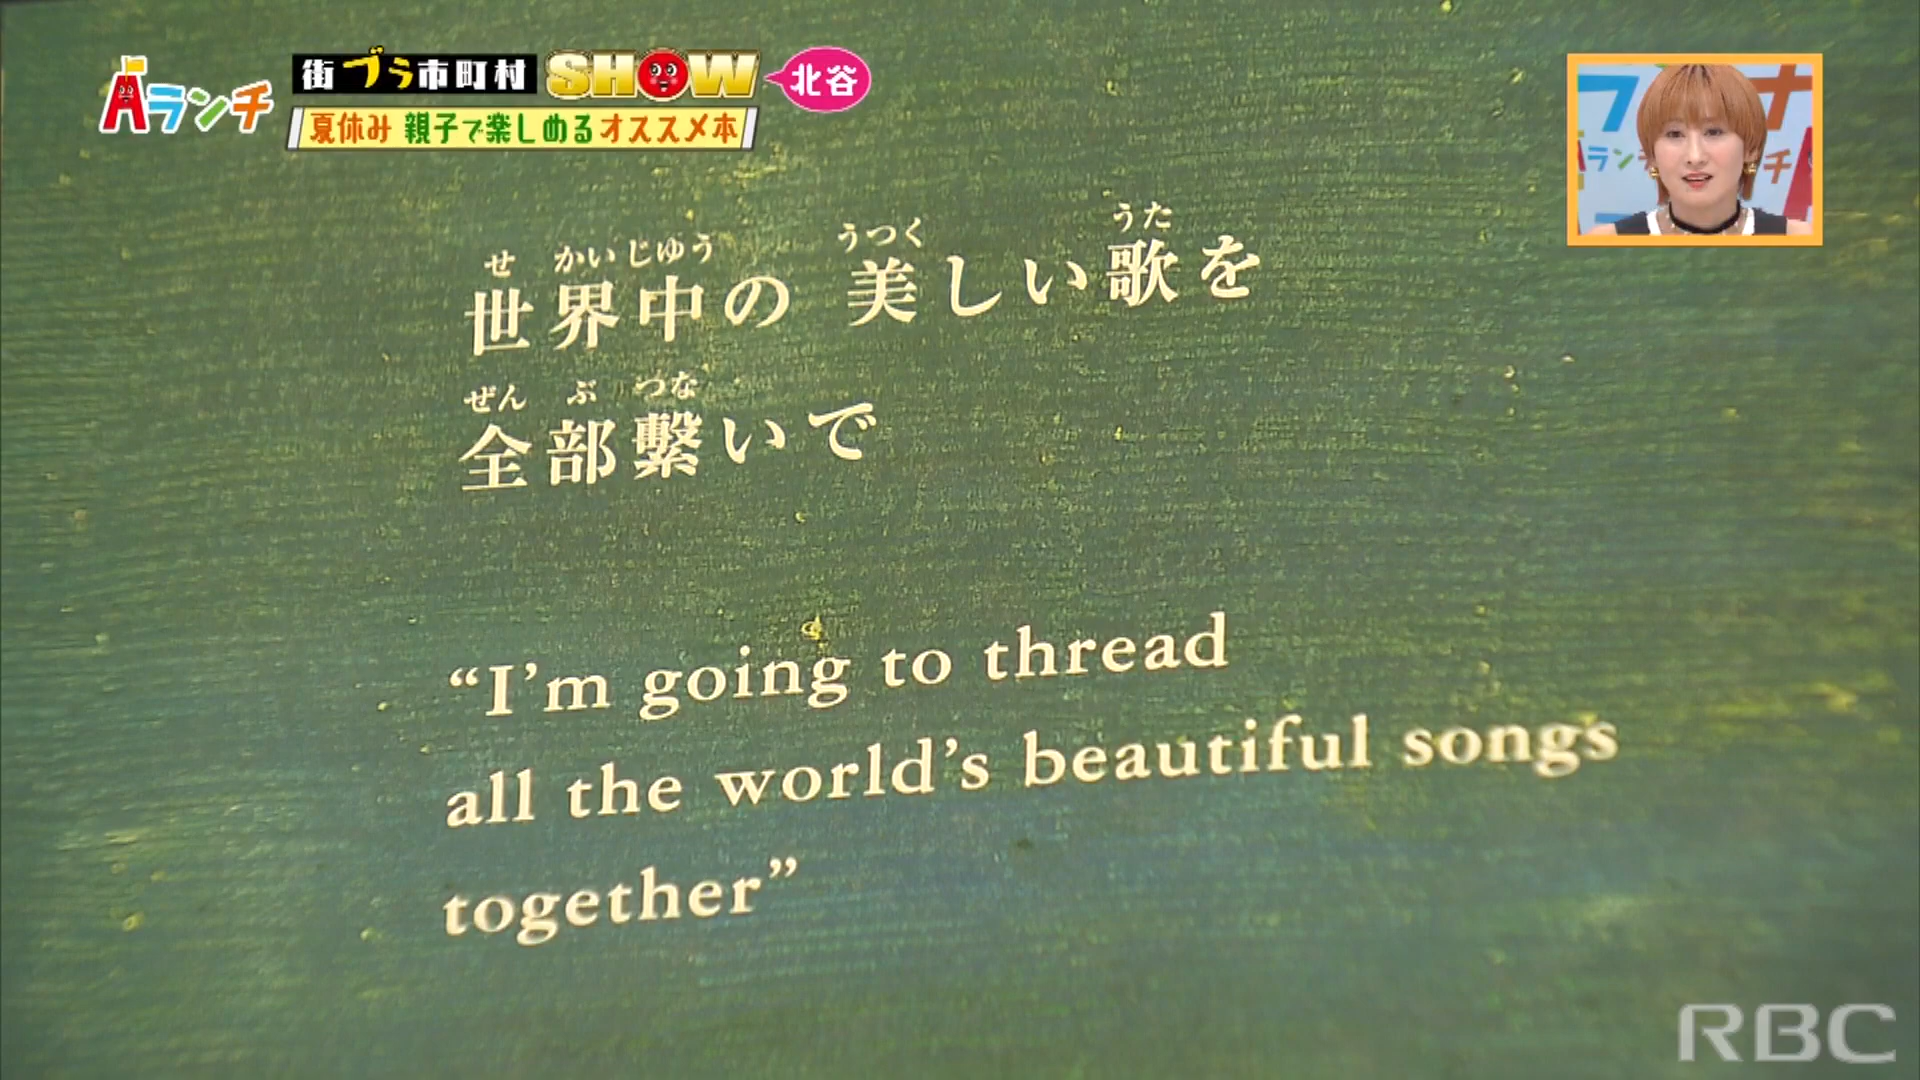 Aランチ
街ブラ市町村 SHOW 北谷
夏休み 親子で楽しめるオススメ本
せ かいじゅう うつく うた
世界中の 美しい歌を
ぜん ぶ つな
全部繋いで
“I’m going to thread
all the world’s beautiful songs
together”
RBC